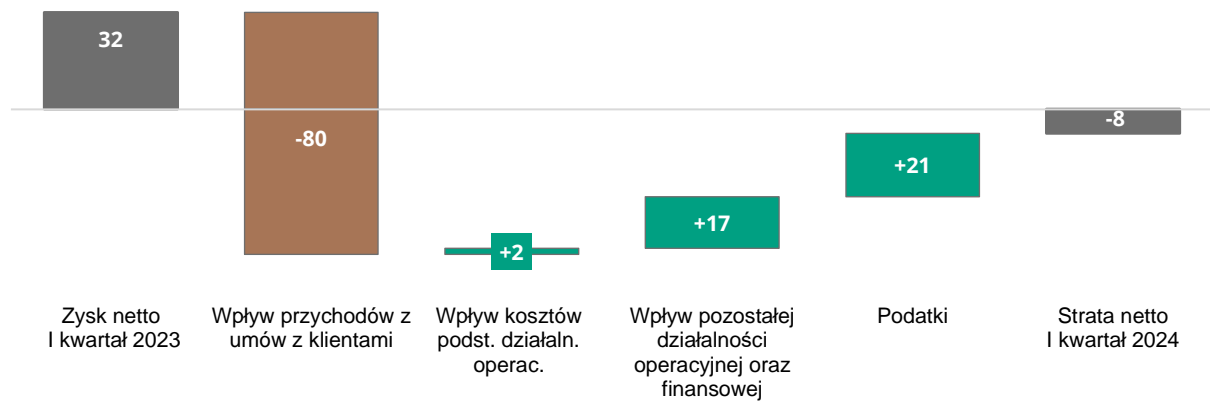 32
-80
+2
+17
+21
-8
Zysk netto
I kwartał 2023
Wpływ przychodów z
umów z klientami
Wpływ kosztów
podst. działaln.
operac.
Wpływ pozostałej
działalności
operacyjnej oraz
finansowej
Podatki
Strata netto
I kwartał 2024